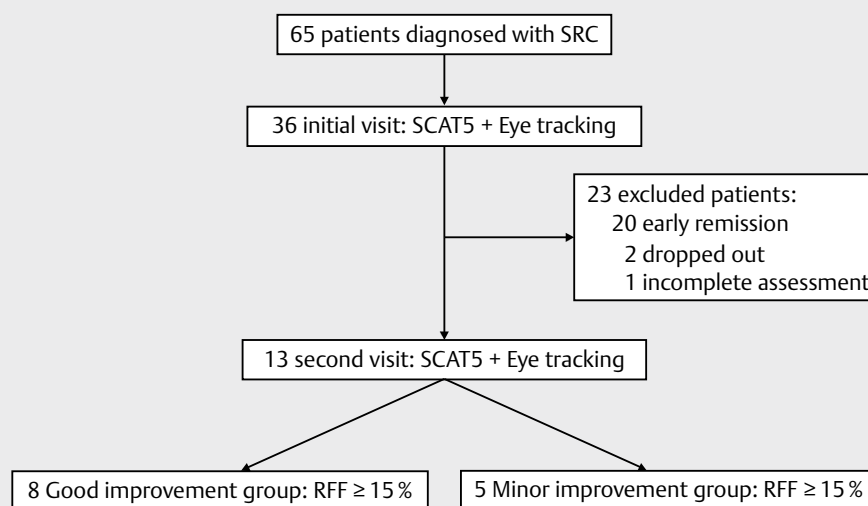 65 patients diagnosed with SRC
36 initial visit: SCAT5 + Eye tracking
23 excluded patients:
20 early remission
2 dropped out
1 incomplete assessment
13 second visit: SCAT5 + Eye tracking
8 Good improvement group: RFF ≥ 15 %
5 Minor improvement group: RFF ≥ 15 %